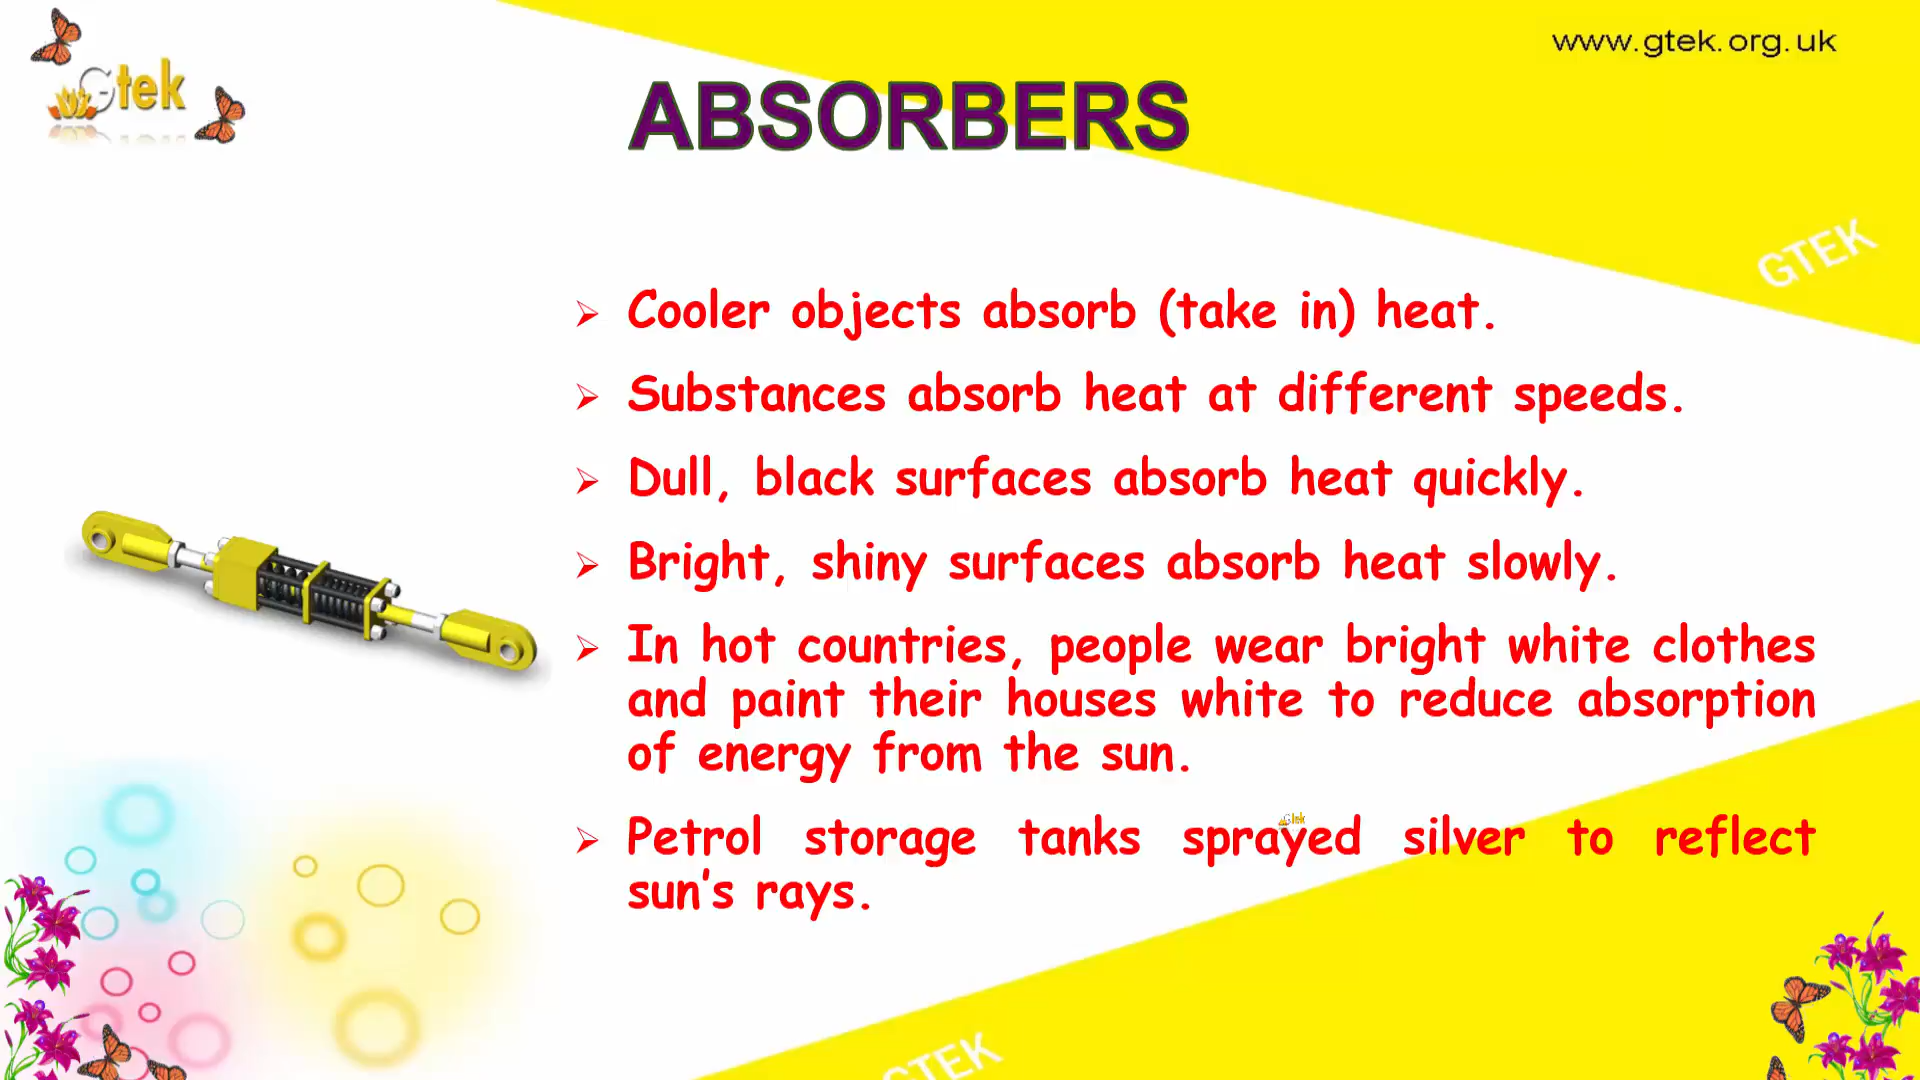 Gtek
www.gtek.org.uk
ABSORBERS
GTEK
➢ Cooler objects absorb (take in) heat.
➢ Substances absorb heat at different speeds.
➢ Dull, black surfaces absorb heat quickly.
➢ Bright, shiny surfaces absorb heat slowly.
➢ In hot countries, people wear bright white clothes
and paint their houses white to reduce absorption
of energy from the sun.
➢ Petrol storage tanks sprayed silver to reflect
sun's rays.
Gtek
GTEK